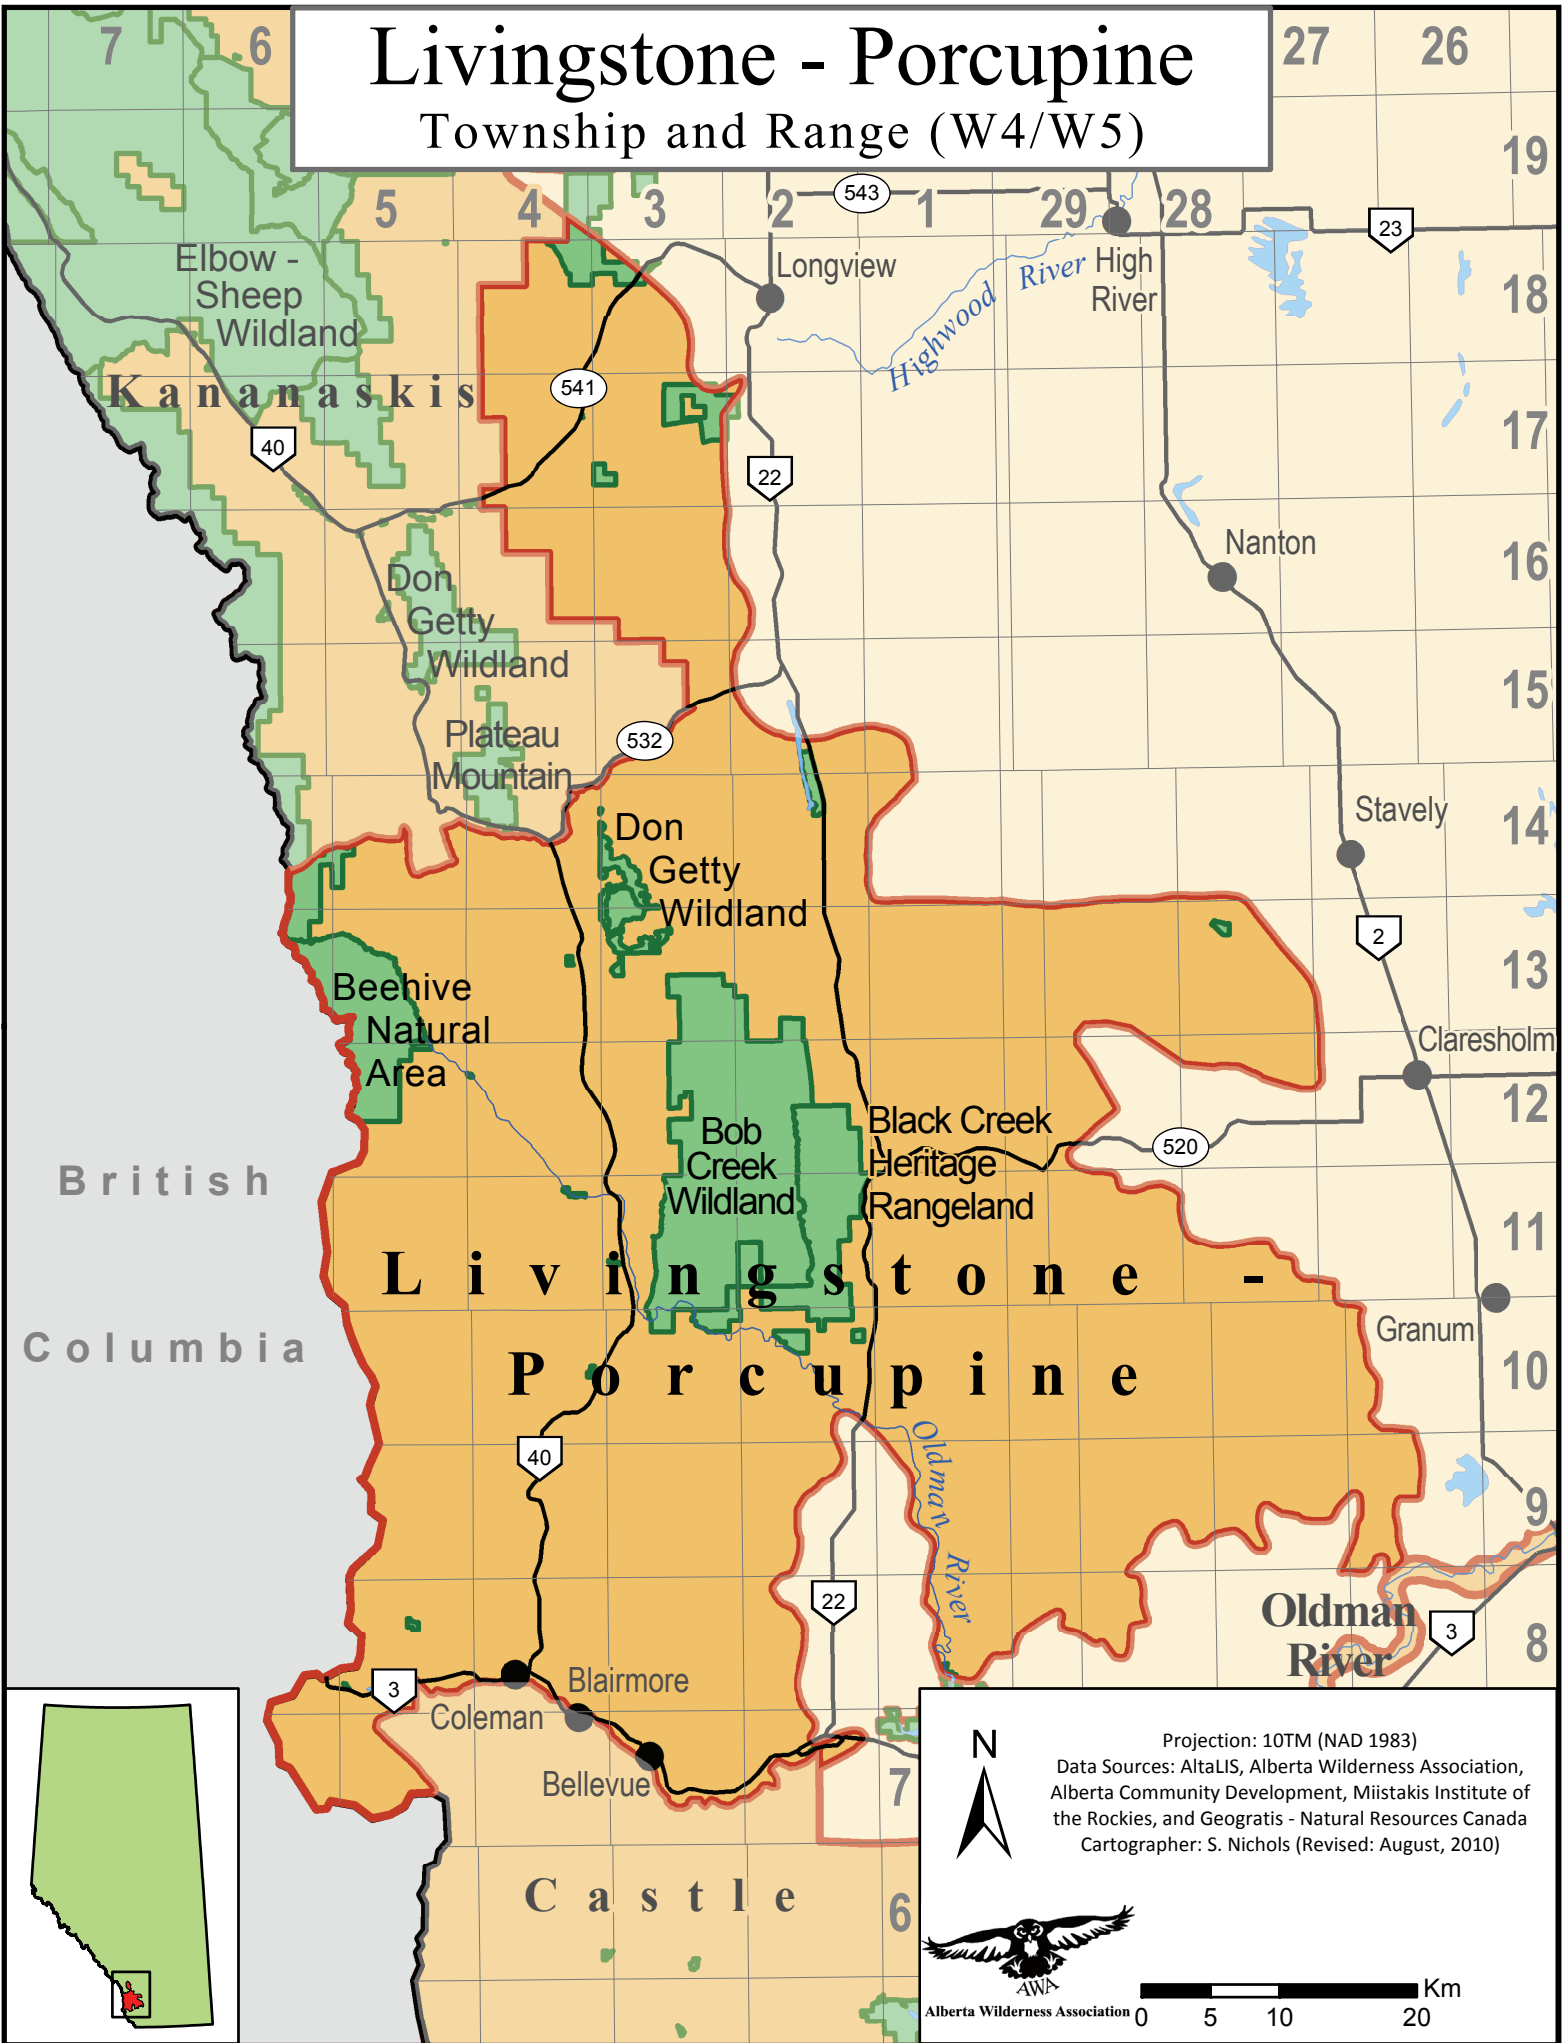 Livingstone - Porcupine
Township and Range (W4/W5)
7
6
27
26
19
5
4
3
2
543
1
29
28
23
Elbow -
Sheep
Wildland
Longview
Highwood River
High
River
18
Kananaskis
541
40
22
17
Don
Getty
Wildland
Nanton
16
15
Plateau
Mountain
532
Don
Getty
Wildland
Stavely
14
2
Beehive
Natural
Area
13
Claresholm
12
Bob
Creek
Wildland
Black Creek
Heritage
Rangeland
520
British
Columbia
11
Livingstone -
Porcupine
Granum
10
40
Oldman River
9
22
Oldman
River
3
8
3
Blairmore
Coleman
Bellevue
7
Castle
6
N
Projection: 10TM (NAD 1983)
Data Sources: AltaLIS, Alberta Wilderness Association,
Alberta Community Development, Miistakis Institute of
the Rockies, and Geogratis - Natural Resources Canada
Cartographer: S. Nichols (Revised: August, 2010)
AWA
Alberta Wilderness Association
Km
0 5 10 20